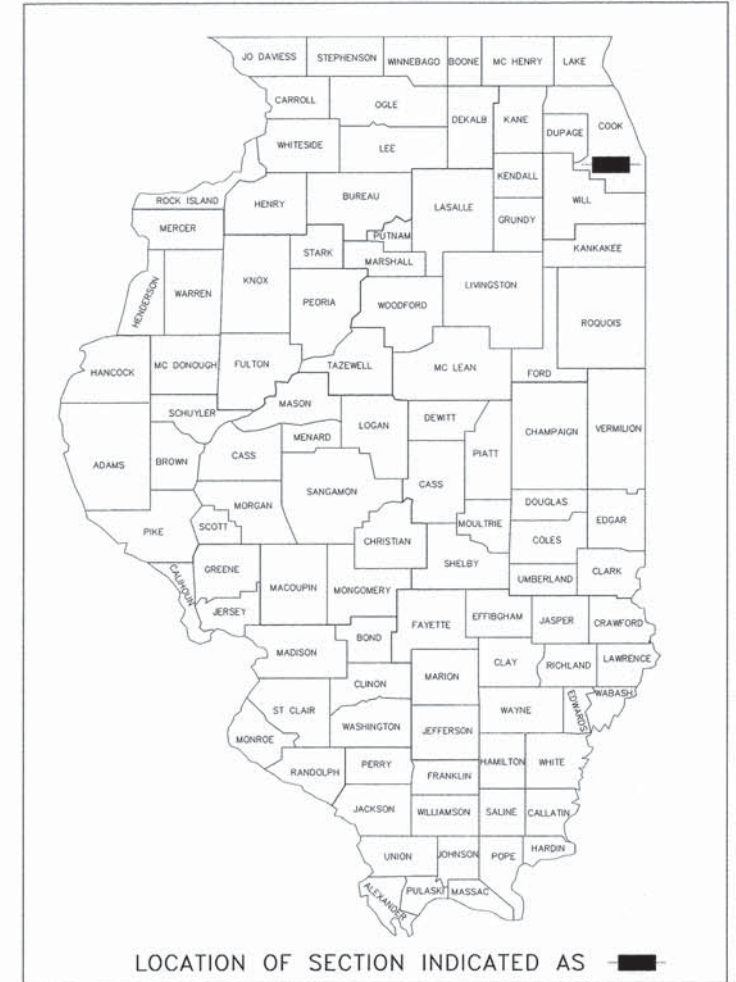 JO DAVIESS STEPHENSON WINNEBAGO BOONE MC HENRY LAKE
CARROLL OGLE DEKALB KANE DUPAGE COOK
WHITESIDE LEE
KENDALL WILL
ROCK ISLAND HENRY BUREAU LASALLE GRUNDY
MERCER PUTNAM KANKAKEE
STARK MARSHALL
HENDERSON WARREN KNOX PEORIA WOODFORD LIVINGSTON ROQUOIS
HANCOCK MC DONOUGH FULTON TAZEWELL MC LEAN FORD
SCHUYLER MASON LOGAN DEWITT CHAMPAIGN VERMILION
ADAMS BROWN CASS MENARD PIATT
SANGAMON CASS
MORGAN DOUGLAS
PIKE SCOTT CHRISTIAN MOULTRIE COLES EDGAR
CALIHOUN GREENE MACOUPIN MONTGOMERY SHELBY UMBERLAND CLARK
JERSEY FAYETTE EFFIBGHAM JASPER CRAWFORD
MADISON BOND
CLINON MARION CLAY RICHLAND LAWRENCE
ST CLAIR WAYNE EDWARDS WABASH
MONROE WASHINGTON JEFFERSON
RANDOLPH PERRY FRANKLIN HAMILTON WHITE
JACKSON WILLIAMSON SALINE CALLATIN
UNION JOHNSON POPE HARDIN
ALEXANDER PULASKI MASSAC
LOCATION OF SECTION INDICATED AS